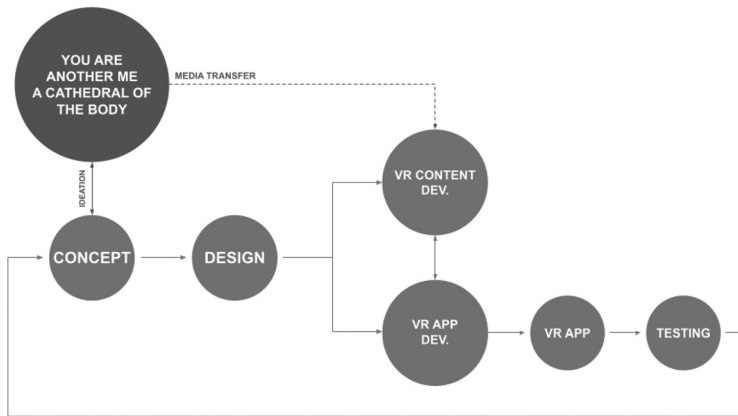 YOU ARE
ANOTHER ME
A CATHEDRAL OF
THE BODY
MEDIA TRANSFER
IDEATION
VR CONTENT
DEV.
CONCEPT
DESIGN
VR APP
DEV.
VR APP
TESTING